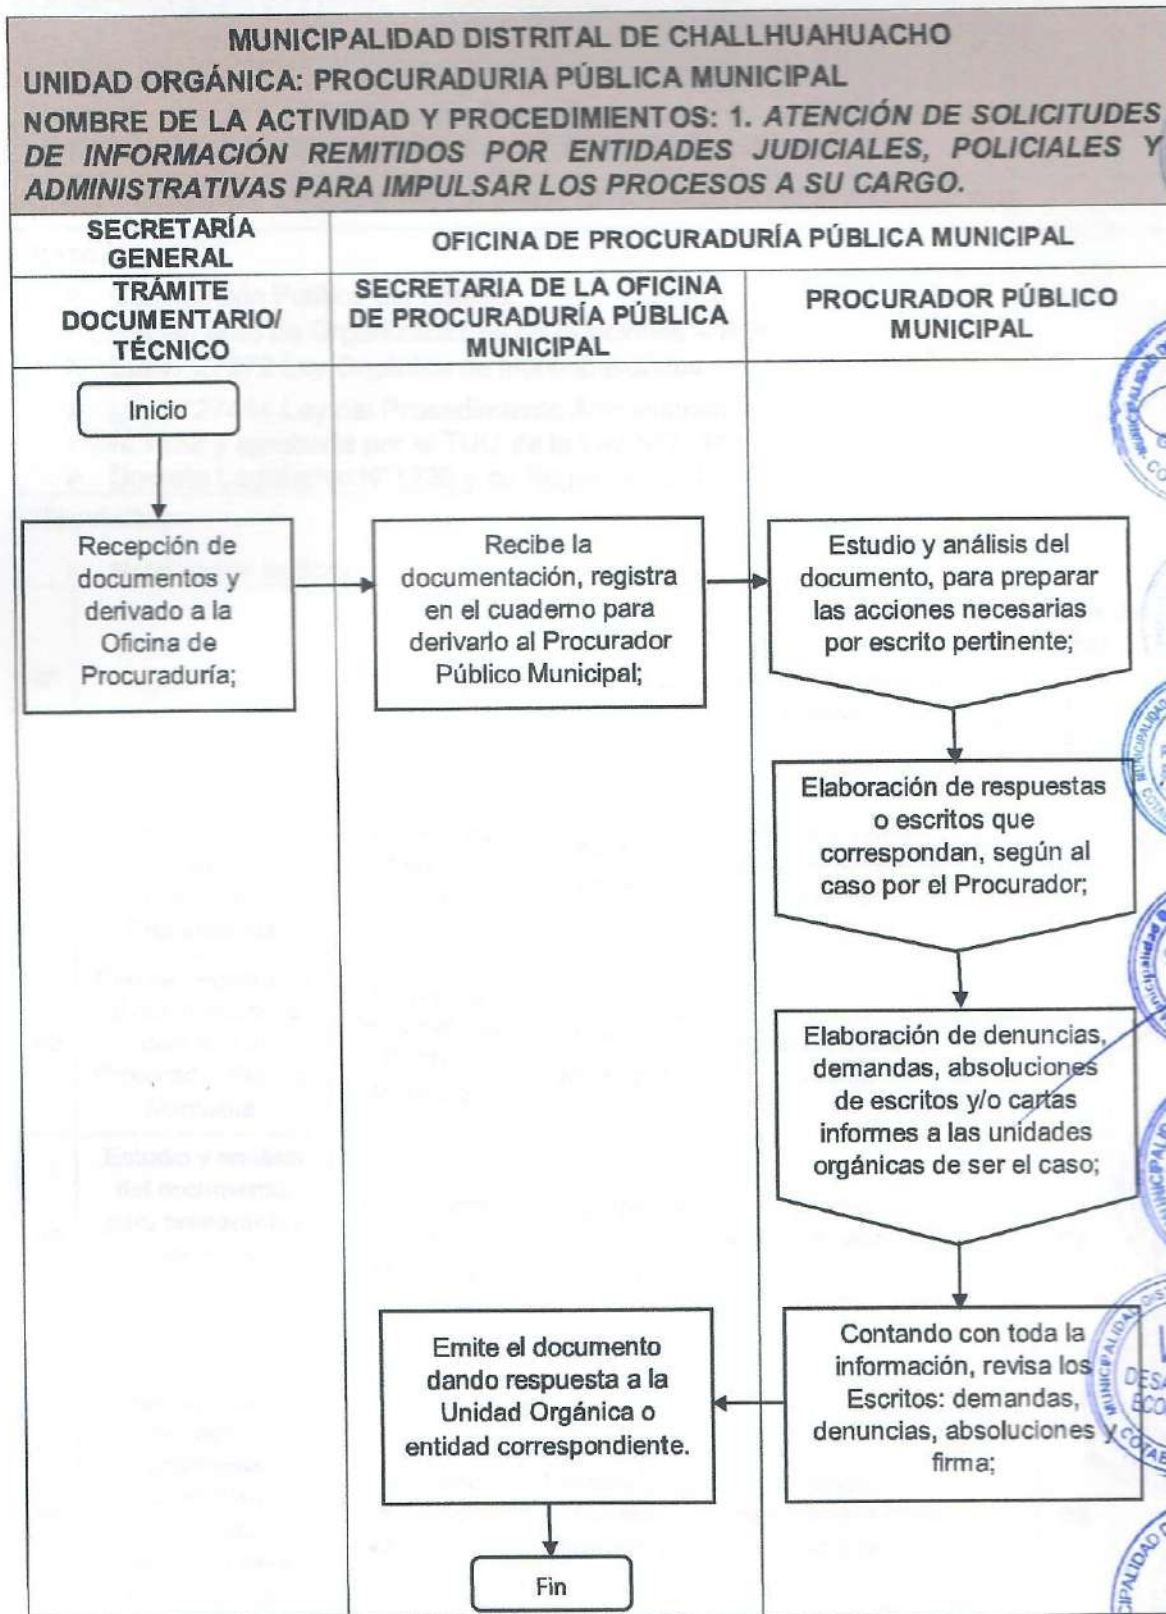 MUNICIPALIDAD DISTRITAL DE CHALLHUAHUACHO
UNIDAD ORGÁNICA: PROCURADURIA PÚBLICA MUNICIPAL
NOMBRE DE LA ACTIVIDAD Y PROCEDIMIENTOS: 1. ATENCIÓN DE SOLICITUDES
DE INFORMACIÓN REMITIDOS POR ENTIDADES JUDICIALES, POLICIALES Y
ADMINISTRATIVAS PARA IMPULSAR LOS PROCESOS A SU CARGO.
SECRETARÍA
GENERAL
OFICINA DE PROCURADURÍA PÚBLICA MUNICIPAL
TRÁMITE
DOCUMENTARIO/
TÉCNICO
SECRETARIA DE LA OFICINA
DE PROCURADURÍA PÚBLICA
MUNICIPAL
PROCURADOR PÚBLICO
MUNICIPAL
Inicio
Recepción de
documentos y
derivado a la
Oficina de
Procuraduría;
Recibe la
documentación, registra
en el cuaderno para
derivarlo al Procurador
Público Municipal;
Estudio y análisis del
documento, para preparar
las acciones necesarias
por escrito pertinente;
Elaboración de respuestas
o escritos que
correspondan, según al
caso por el Procurador;
Elaboración de denuncias,
demandas, absoluciones
de escritos y/o cartas
informes a las unidades
orgánicas de ser el caso;
Contando con toda la
información, revisa los
Escritos: demandas,
denuncias, absoluciones y
firma;
Emite el documento
dando respuesta a la
Unidad Orgánica o
entidad correspondiente.
Fin